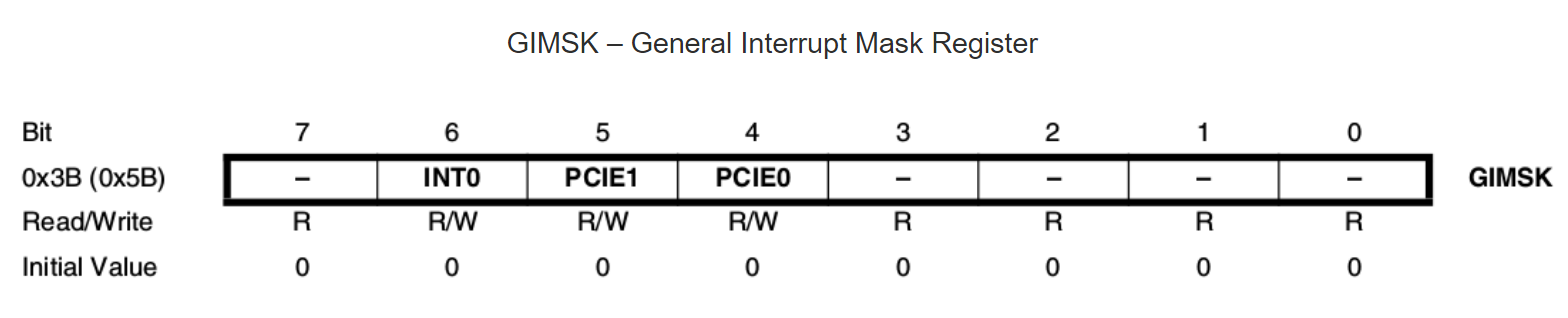 GIMSK – General Interrupt Mask Register
Bit 7 6 5 4 3 2 1 0
0x3B (0x5B) – INT0 PCIE1 PCIE0 – – – – GIMSK
Read/Write R R/W R/W R/W R R R R
Initial Value 0 0 0 0 0 0 0 0